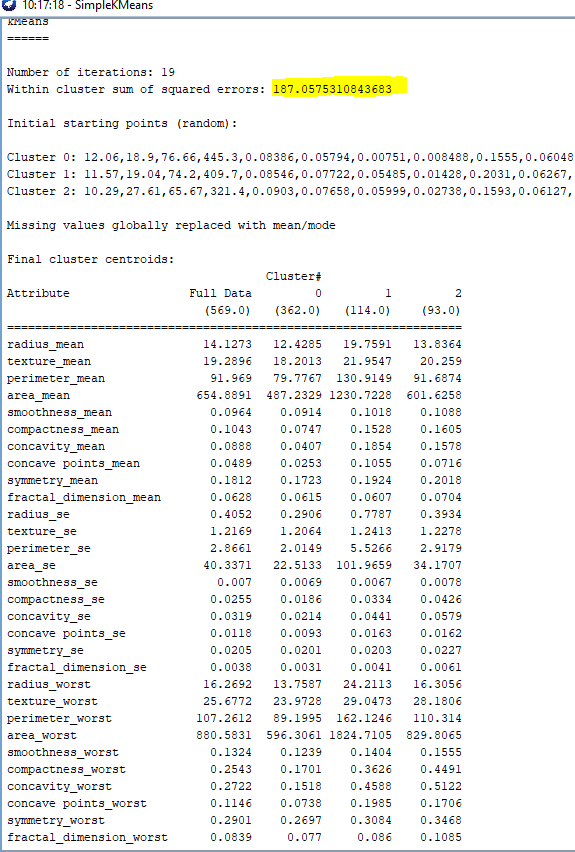 10:17:18 - SimpleKMeans
kMeans
======
Number of iterations: 19
Within cluster sum of squared errors: 187.0575310843683
Initial starting points (random):
Cluster 0: 12.06,18.9,76.66,445.3,0.08386,0.05794,0.00751,0.008488,0.1555,0.06048
Cluster 1: 11.57,19.04,74.2,409.7,0.08546,0.07722,0.05485,0.01428,0.2031,0.06267,
Cluster 2: 10.29,27.61,65.67,321.4,0.0903,0.07658,0.05999,0.02738,0.1593,0.06127,
Missing values globally replaced with mean/mode
Final cluster centroids:
Cluster#
Attribute Full Data 0 1 2
(569.0) (362.0) (114.0) (93.0)
=================================================================
radius_mean 14.1273 12.4285 19.7591 13.8364
texture_mean 19.2896 18.2013 21.9547 20.259
perimeter_mean 91.969 79.7767 130.9149 91.6874
area_mean 654.8891 487.2329 1230.7228 601.6258
smoothness_mean 0.0964 0.0914 0.1018 0.1088
compactness_mean 0.1043 0.0747 0.1528 0.1605
concavity_mean 0.0888 0.0407 0.1854 0.1578
concave points_mean 0.0489 0.0253 0.1055 0.0716
symmetry_mean 0.1812 0.1723 0.1924 0.2018
fractal_dimension_mean 0.0628 0.0615 0.0607 0.0704
radius_se 0.4052 0.2906 0.7787 0.3934
texture_se 1.2169 1.2064 1.2413 1.2278
perimeter_se 2.8661 2.0149 5.5266 2.9179
area_se 40.3371 22.5133 101.9659 34.1707
smoothness_se 0.007 0.0069 0.0067 0.0078
compactness_se 0.0255 0.0186 0.0334 0.0426
concavity_se 0.0319 0.0214 0.0441 0.0579
concave points_se 0.0118 0.0093 0.0163 0.0162
symmetry_se 0.0205 0.0201 0.0203 0.0227
fractal_dimension_se 0.0038 0.0031 0.0041 0.0061
radius_worst 16.2692 13.7587 24.2113 16.3056
texture_worst 25.6772 23.9728 29.0473 28.1806
perimeter_worst 107.2612 89.1995 162.1246 110.314
area_worst 880.5831 596.3061 1824.7105 829.8065
smoothness_worst 0.1324 0.1239 0.1404 0.1555
compactness_worst 0.2543 0.1701 0.3626 0.4491
concavity_worst 0.2722 0.1518 0.4588 0.5122
concave points_worst 0.1146 0.0738 0.1985 0.1706
symmetry_worst 0.2901 0.2697 0.3084 0.3468
fractal_dimension_worst 0.0839 0.077 0.086 0.1085